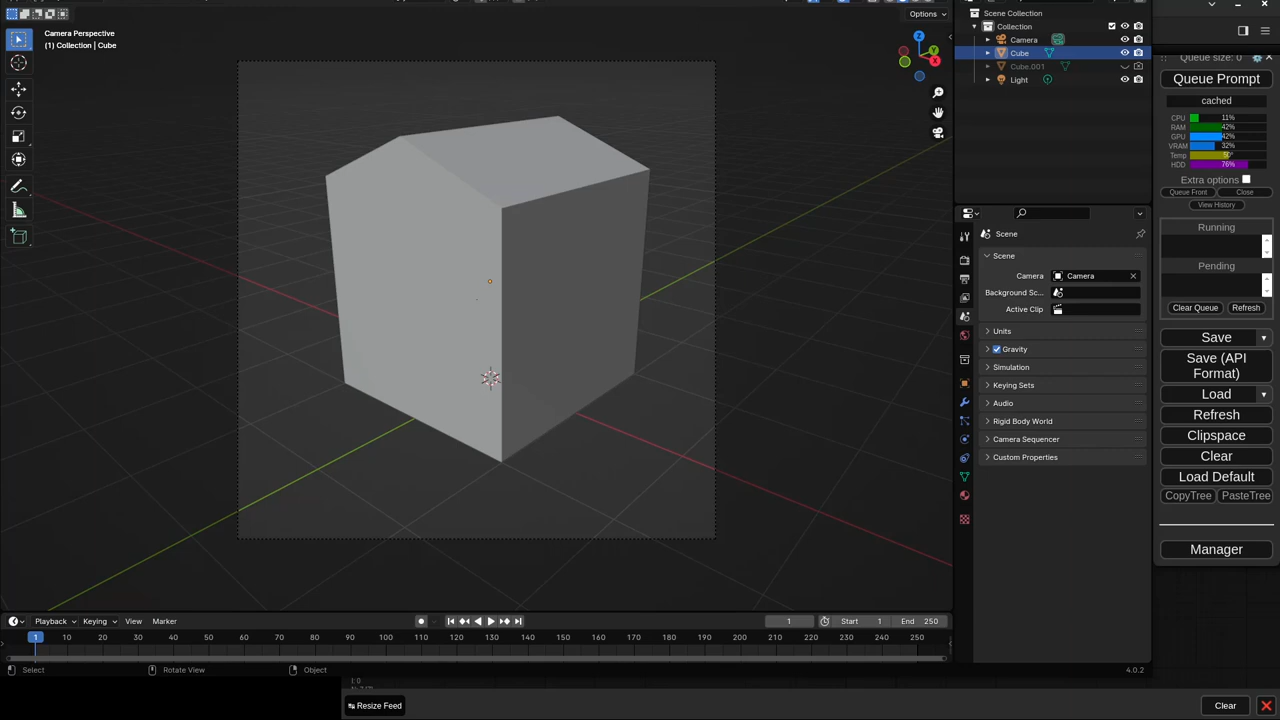 Options
Camera Perspective
(1) Collection | Cube
Z
Y
Scene Collection
Collection
Camera
Cube
Cube.001
Light
Scene
Scene
Camera
Camera
Background Sc...
Active Clip
Units
Gravity
Simulation
Keying Sets
Audio
Rigid Body World
Camera Sequencer
Custom Properties
Queue size: 0
Queue Prompt
cached
CPU 11%
RAM 42%
GPU 42%
VRAM 32%
Temp 50°
HDD 76%
Extra options
Queue Front Close
View History
Running
Pending
Clear Queue Refresh
Save
Save (API
Format)
Load
Refresh
Clipspace
Clear
Load Default
CopyTree PasteTree
Manager
Playback Keying View Marker
1 Start 1 End 250
1 10 20 30 40 50 60 70 80 90 100 110 120 130 140 150 160 170 180 190 200 210 220 230 240 250
Select Rotate View Object 4.0.2
I: 0
Resize Feed Clear